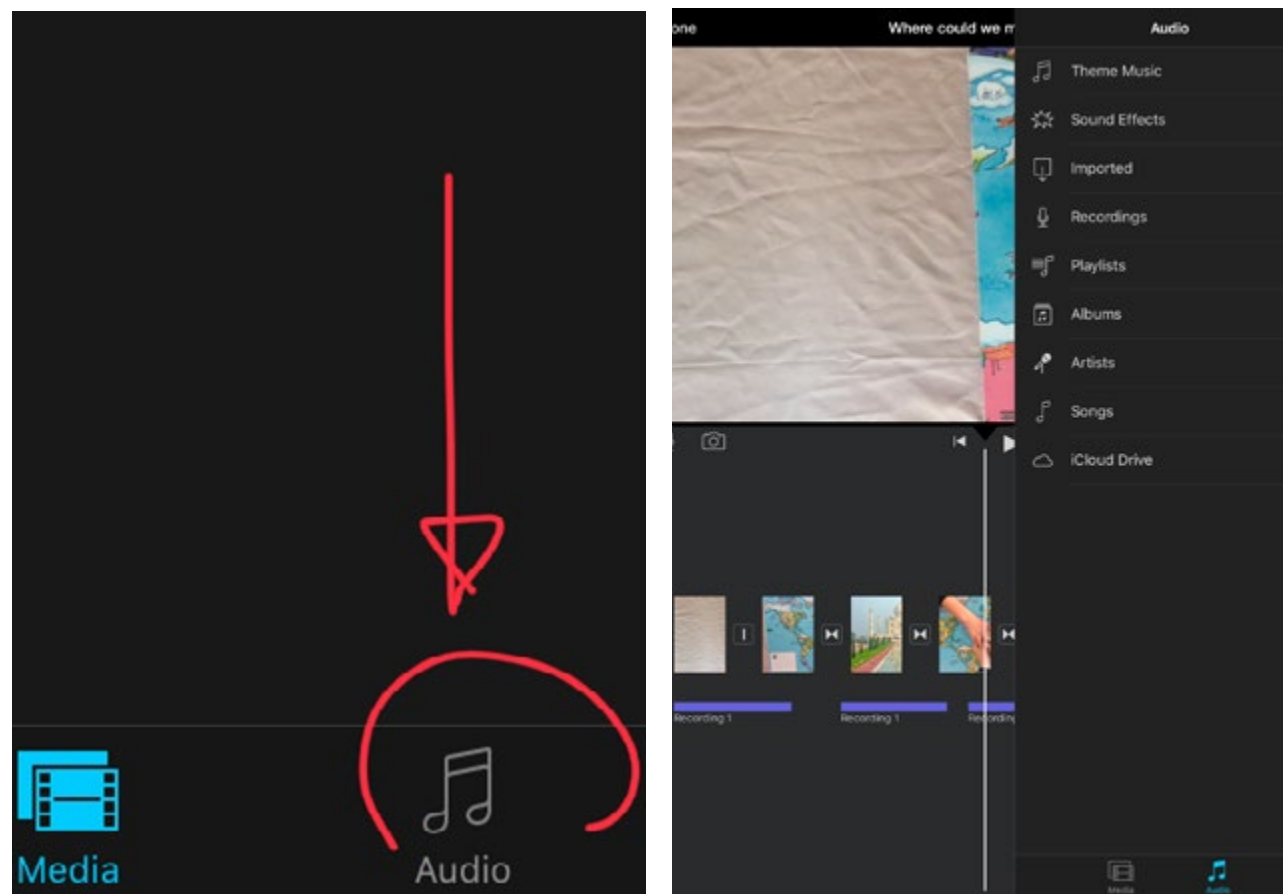 Media
Audio
one
Where could we m
Audio
Theme Music
Sound Effects
Imported
Recordings
Playlists
Albums
Artists
Songs
iCloud Drive
Recording 1
Recording 1
Recording
Media
Audio